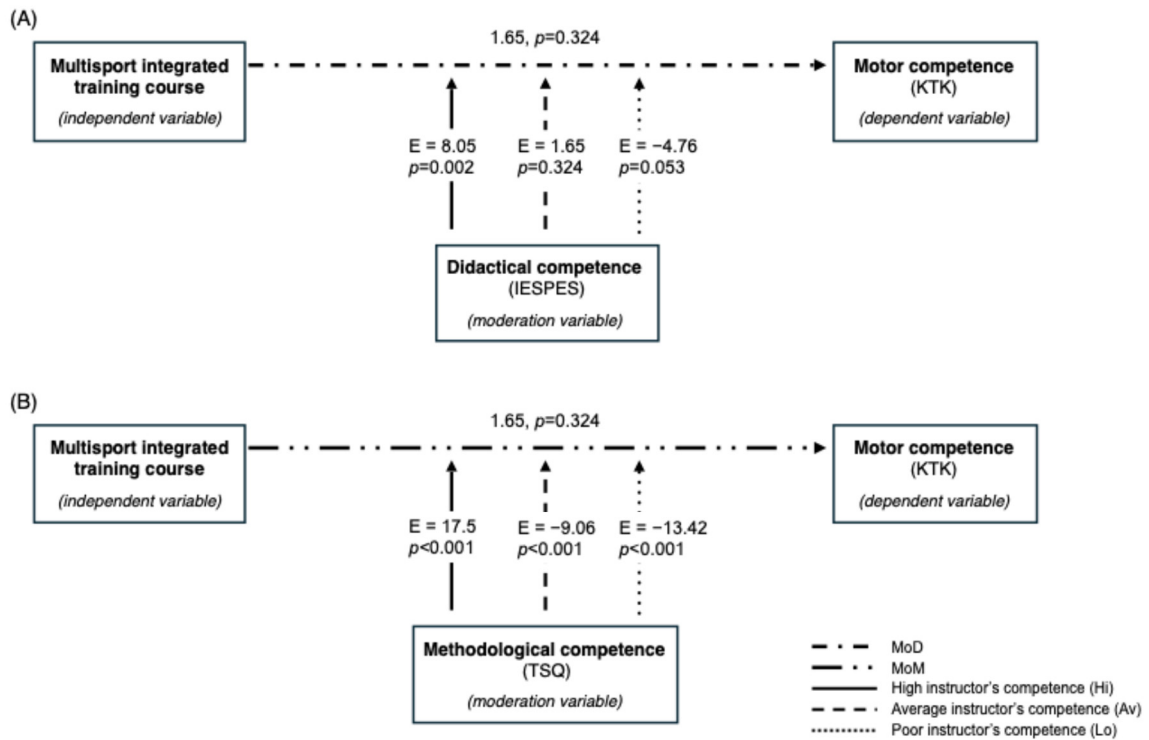 (A)
1.65, p=0.324
Multisport integrated
training course
(independent variable)
Motor competence
(KTK)
(dependent variable)
E = 8.05
p=0.002
E = 1.65
p=0.324
E = −4.76
p=0.053
Didactical competence
(IESPES)
(moderation variable)
(B)
1.65, p=0.324
Multisport integrated
training course
(independent variable)
Motor competence
(KTK)
(dependent variable)
E = 17.5
p<0.001
E = −9.06
p<0.001
E = −13.42
p<0.001
Methodological competence
(TSQ)
(moderation variable)
MoD
MoM
High instructor's competence (Hi)
Average instructor's competence (Av)
Poor instructor's competence (Lo)